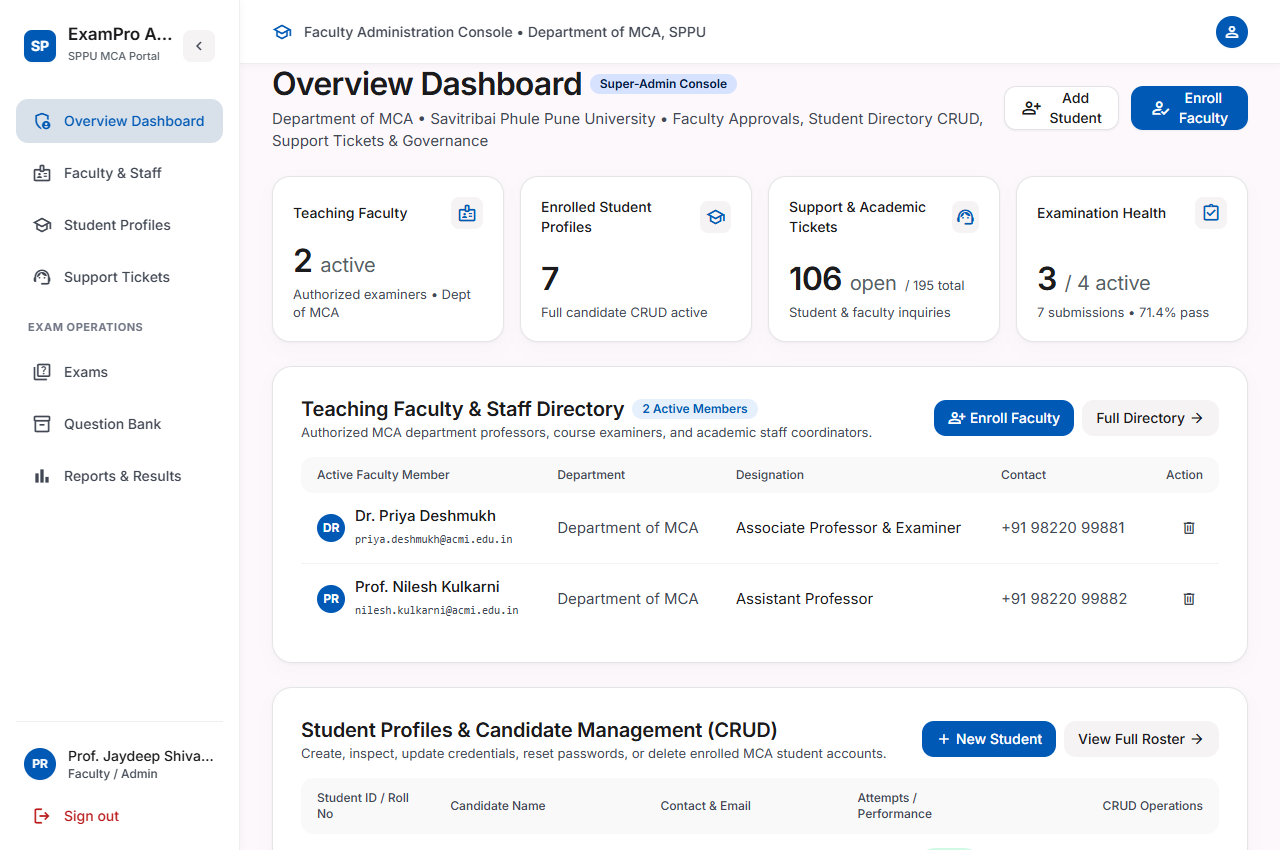 SP
ExamPro A...
SPPU MCA Portal
Overview Dashboard
Faculty & Staff
Student Profiles
Support Tickets
EXAM OPERATIONS
Exams
Question Bank
Reports & Results
PR
Prof. Jaydeep Shiva...
Faculty / Admin
Sign out
Faculty Administration Console • Department of MCA, SPPU
Overview Dashboard
Super-Admin Console
Department of MCA • Savitribai Phule Pune University • Faculty Approvals, Student Directory CRUD,
Support Tickets & Governance
Add
Student
Enroll
Faculty
Teaching Faculty
2 active
Authorized examiners • Dept
of MCA
Enrolled Student
Profiles
7
Full candidate CRUD active
Support & Academic
Tickets
106 open / 195 total
Student & faculty inquiries
Examination Health
3 / 4 active
7 submissions • 71.4% pass
Teaching Faculty & Staff Directory
2 Active Members
Authorized MCA department professors, course examiners, and academic staff coordinators.
Enroll Faculty
Full Directory →
Active Faculty Member Department Designation Contact Action
DR
Dr. Priya Deshmukh
priya.deshmukh@acmi.edu.in
Department of MCA
Associate Professor & Examiner
+91 98220 99881
PR
Prof. Nilesh Kulkarni
nilesh.kulkarni@acmi.edu.in
Department of MCA
Assistant Professor
+91 98220 99882
Student Profiles & Candidate Management (CRUD)
Create, inspect, update credentials, reset passwords, or delete enrolled MCA student accounts.
+ New Student
View Full Roster →
Student ID / Roll
No
Candidate Name
Contact & Email
Attempts /
Performance
CRUD Operations